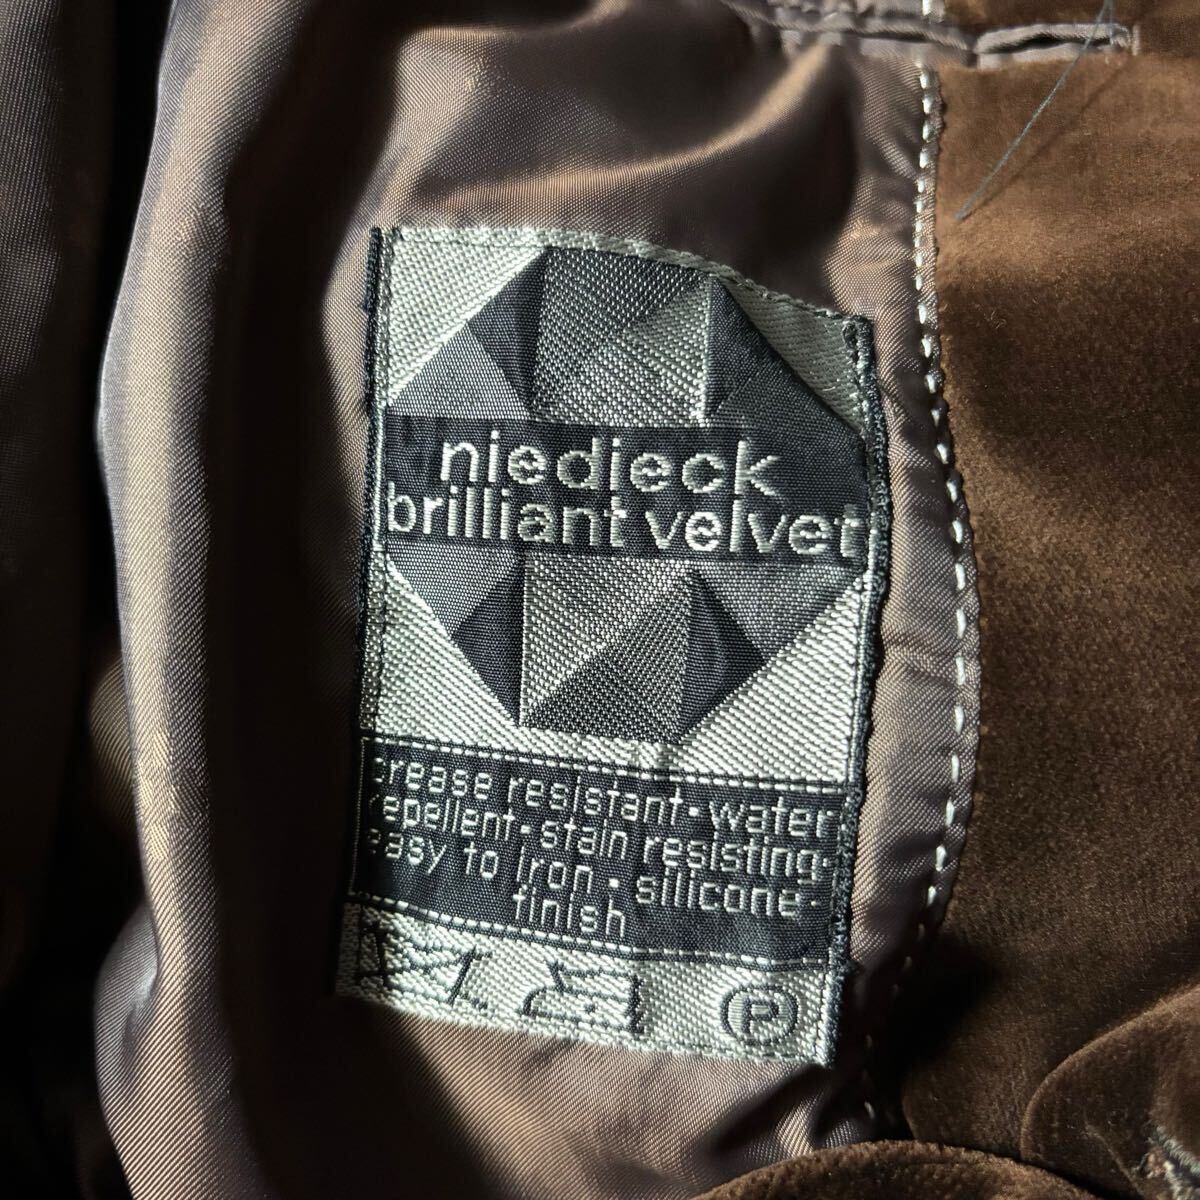 niedieck
brilliant velvet
crease resistant · water
repellent · stain resisting ·
easy to iron · silicone ·
finish
P